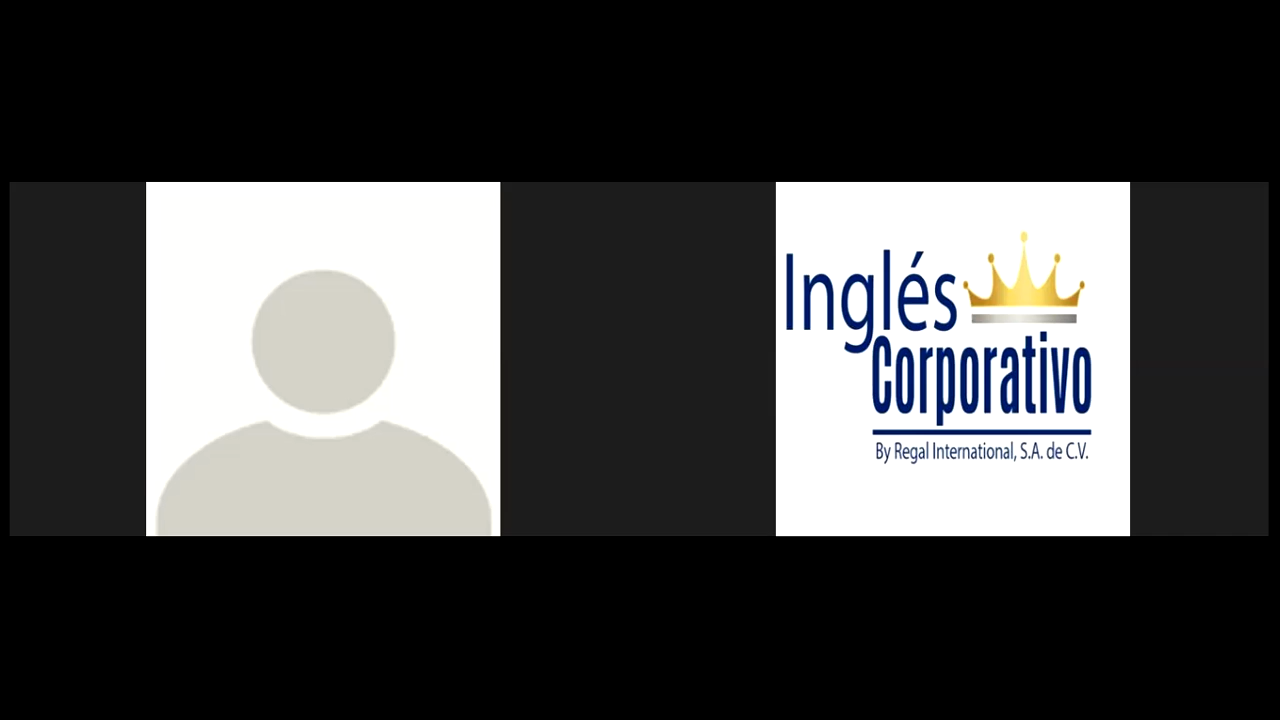 Inglés
Corporativo
By Regal International, S.A. de C.V.